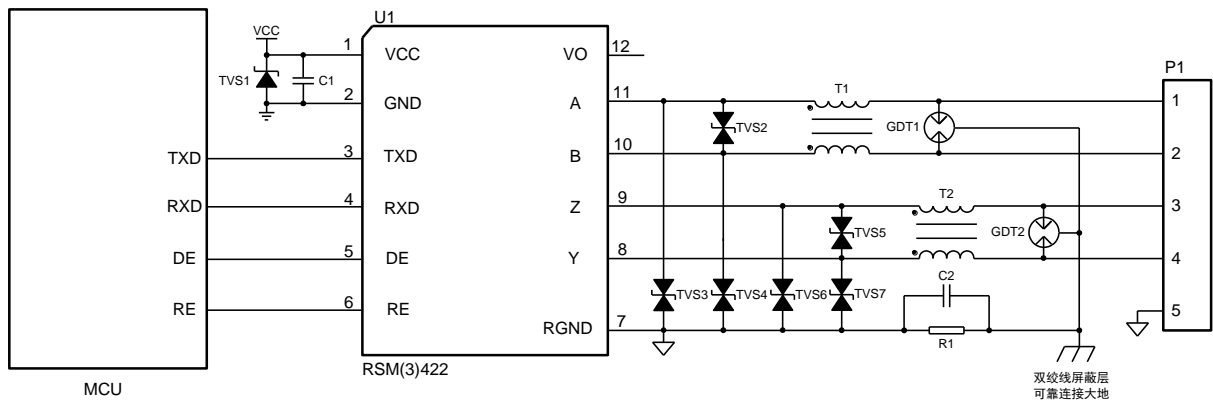 U1
P1
VCC
TVS1
C1
1
VCC
VO
12
2
GND
A
11
T1
1
TVS2
GDT1
TXD
3
TXD
B
10
2
RXD
4
RXD
Z
9
T2
3
TVS5
GDT2
DE
5
DE
Y
8
4
C2
TVS3
TVS4
TVS6
TVS7
RE
6
RE
RGND
7
R1
5
RSM(3)422
MCU
双绞线屏蔽层
可靠连接大地